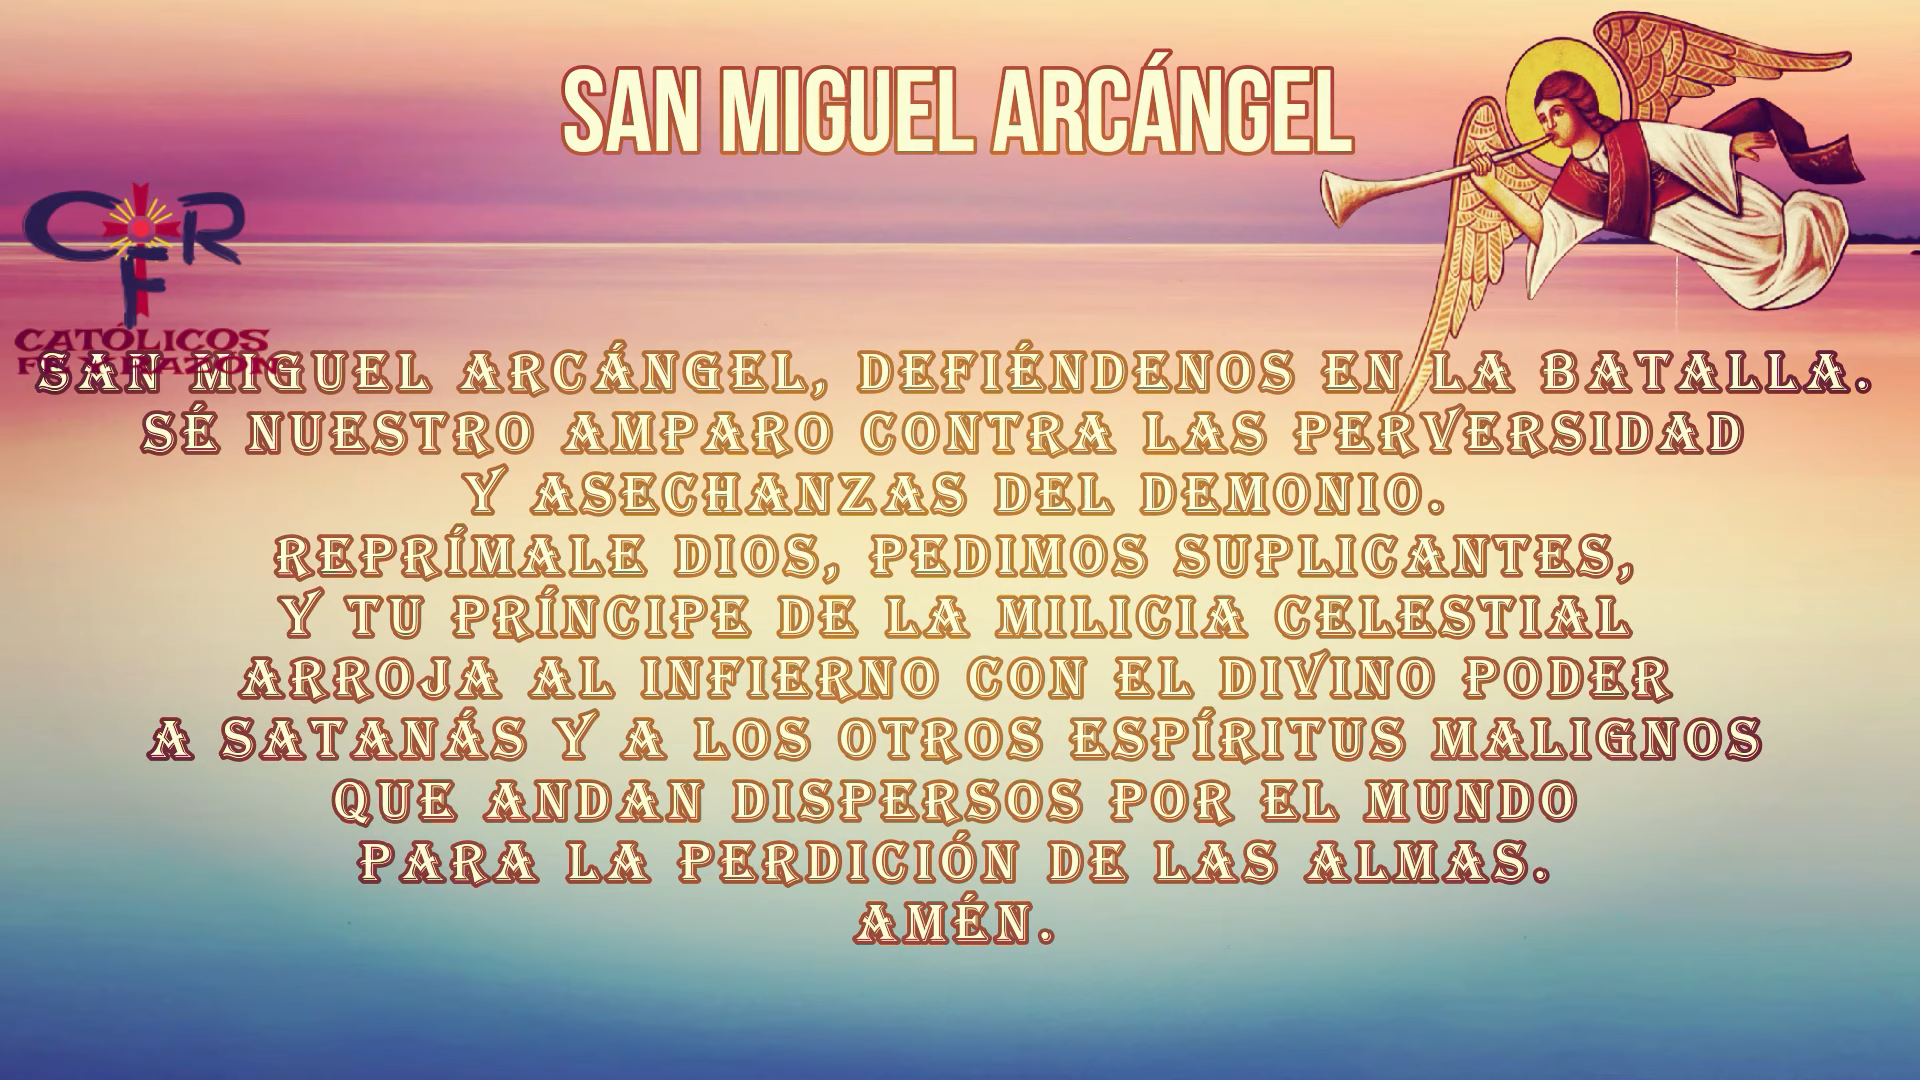 SAN MIGUEL ARCÁNGEL
CFR
CATÓLICOS
FE Y RAZÓN
SAN MIGUEL ARCÁNGEL, DEFIÉNDENOS EN LA BATALLA.
SÉ NUESTRO AMPARO CONTRA LAS PERVERSIDAD
Y ASECHANZAS DEL DEMONIO.
REPRÍMALE DIOS, PEDIMOS SUPLICANTES,
Y TU PRÍNCIPE DE LA MILICIA CELESTIAL
ARROJA AL INFIERNO CON EL DIVINO PODER
A SATANÁS Y A LOS OTROS ESPÍRITUS MALIGNOS
QUE ANDAN DISPERSOS POR EL MUNDO
PARA LA PERDICIÓN DE LAS ALMAS.
AMÉN.